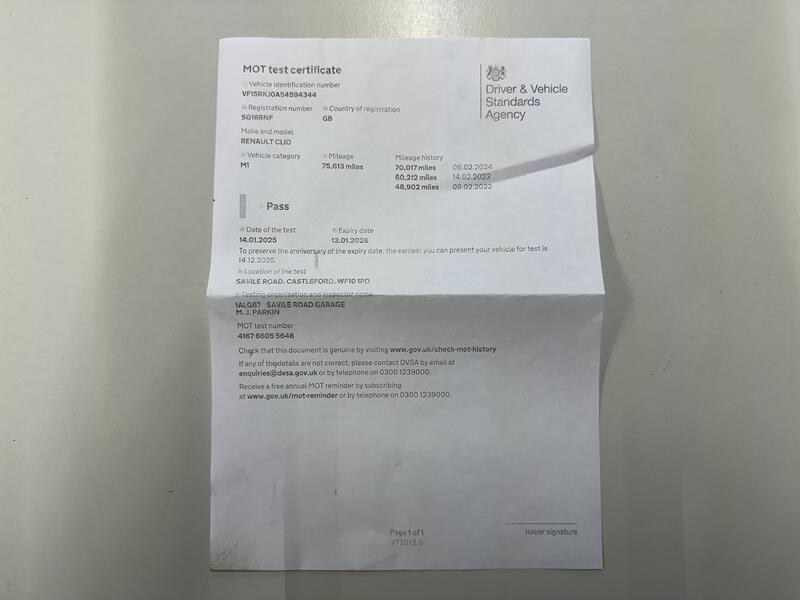 MOT test certificate
Vehicle identification number
VF15RKJ0A54594344
Registration number Country of registration
SG16RNF GB
Make and model
RENAULT CLIO
Vehicle category Mileage Mileage history
M1 75,613 miles 70,017 miles 06.02.2024
60,212 miles 14.02.2023
48,902 miles 09.02.2022
Driver & Vehicle
Standards
Agency
Pass
Date of the test Expiry date
14.01.2025 13.01.2026
To preserve the anniversary of the expiry date, the earliest you can present your vehicle for test is
14.12.2025.
Location of the test
SAVILE ROAD, CASTLEFORD, WF10 1PD
Testing organisation and inspector name
1ALG67 SAVILE ROAD GARAGE
M. J. PARKIN
MOT test number
4167 6605 5648
Check that this document is genuine by visiting www.gov.uk/check-mot-history
If any of the details are not correct, please contact DVSA by email at
enquiries@dvsa.gov.uk or by telephone on 0300 1239000.
Receive a free annual MOT reminder by subscribing
at www.gov.uk/mot-reminder or by telephone on 0300 1239000.
Page 1 of 1
VT20/2.0
Issuer signature